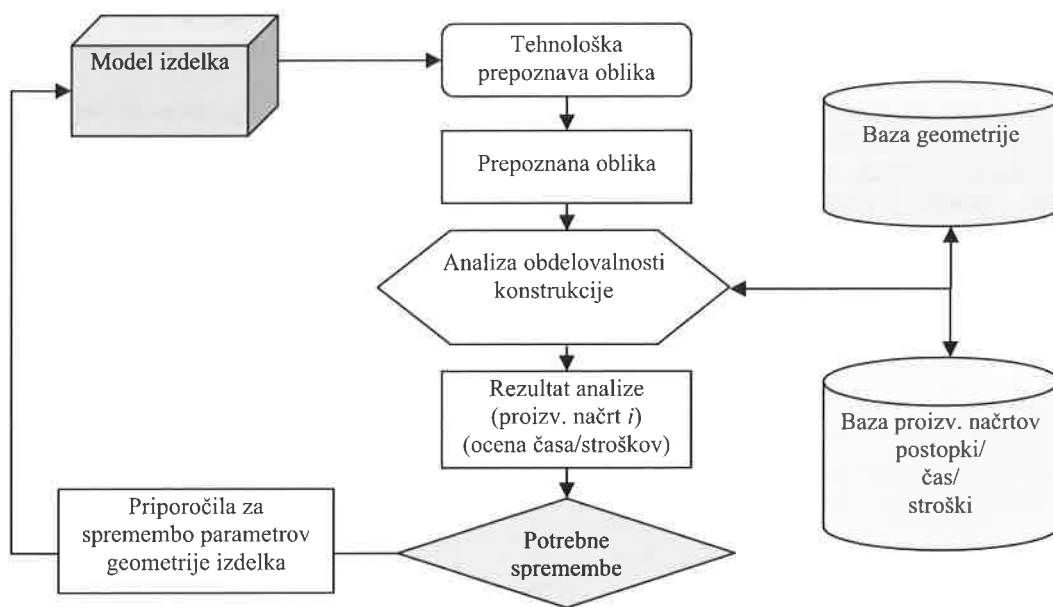 Model izdelka
Tehnološka
prepoznava oblika
Prepoznana oblika
Baza geometrije
Analiza obdelovalnosti
konstrukcije
Rezultat analize
(proizv. načrt i)
(ocena časa/stroškov)
Baza proizv. načrtov
postopki/
čas/
stroški
Priporočila za
spremembo parametrov
geometrije izdelka
Potrebne
spremembe